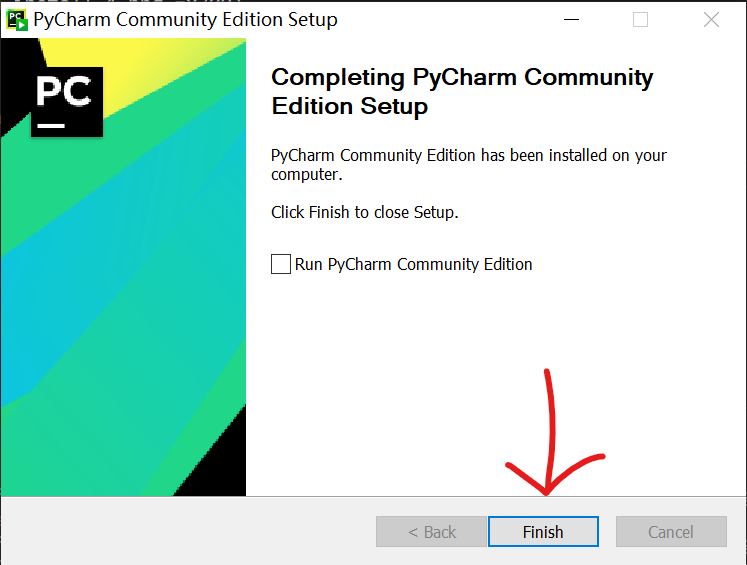 PyCharm Community Edition Setup
PC
Completing PyCharm Community
Edition Setup
PyCharm Community Edition has been installed on your
computer.
Click Finish to close Setup.
Run PyCharm Community Edition
< Back
Finish
Cancel